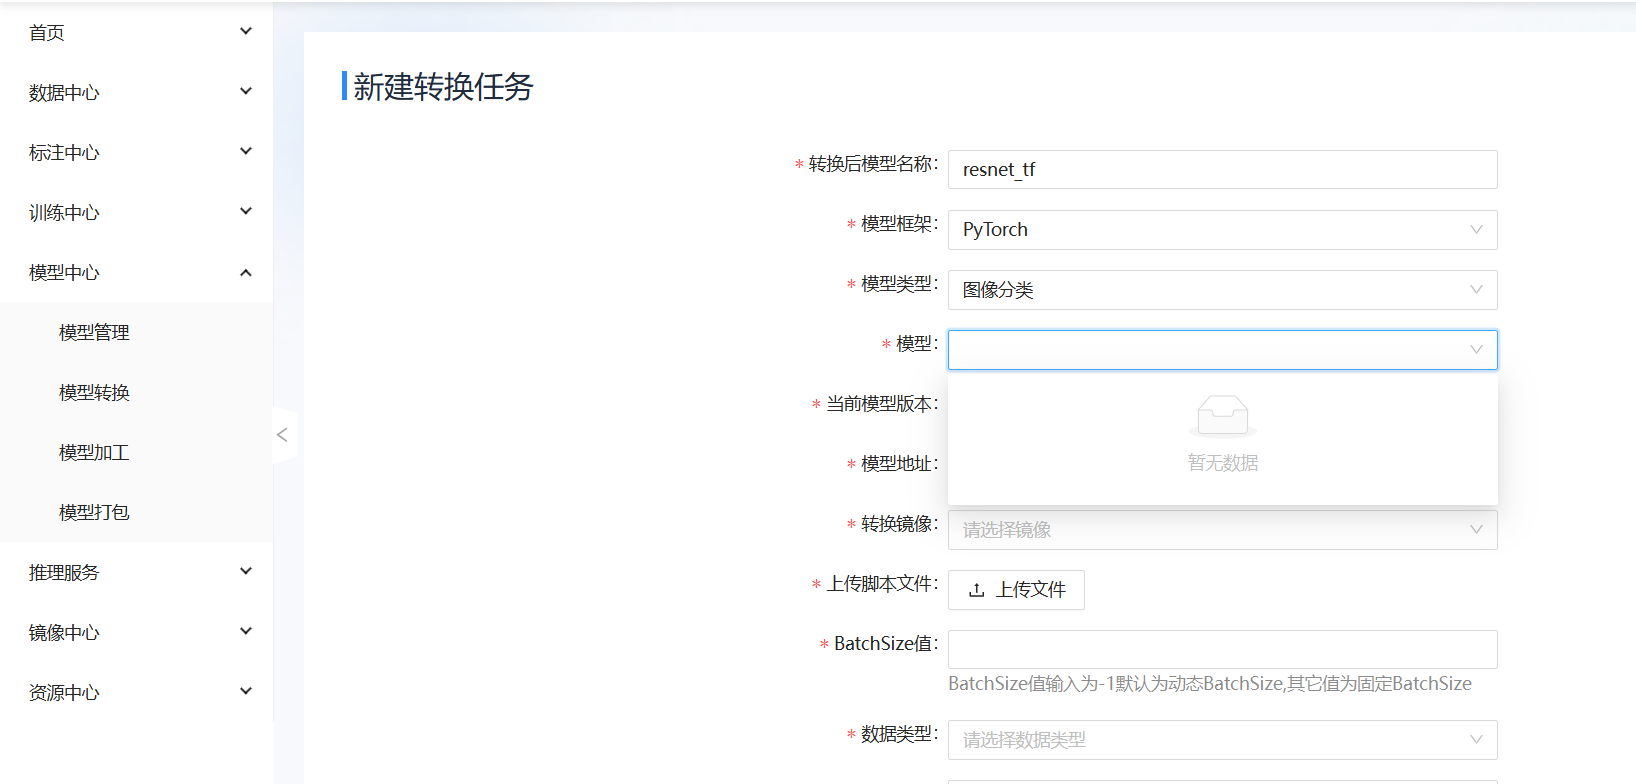 首页
数据中心
标注中心
训练中心
模型中心
模型管理
模型转换
模型加工
模型打包
推理服务
镜像中心
资源中心
新建转换任务
* 转换后模型名称： resnet_tf
* 模型框架： PyTorch
* 模型类型： 图像分类
* 模型：
* 当前模型版本：
暂无数据
* 模型地址：
* 转换镜像： 请选择镜像
* 上传脚本文件： 上传文件
* BatchSize值：
BatchSize值输入为-1默认为动态BatchSize,其它值为固定BatchSize
* 数据类型： 请选择数据类型